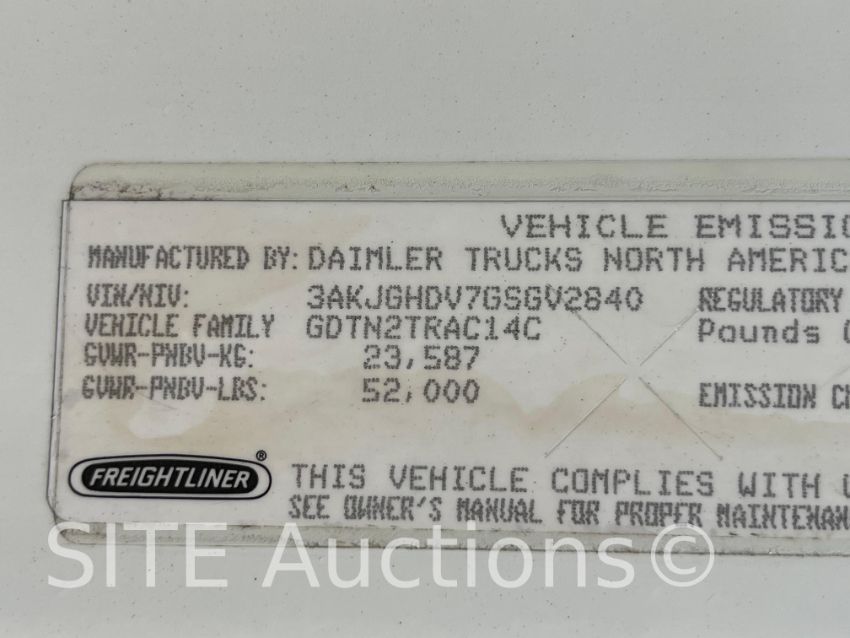 VEHICLE EMISSIO
MANUFACTURED BY: DAIMLER TRUCKS NORTH AMERIC
VIN/NIV: 3AKJGHDV7GSGV2840 REGULATORY
VEHICLE FAMILY GDTN2TRAC14C Pounds (
GVWR-PNBV-KG: 23,587
GVWR-PNBV-LBS: 52,000 EMISSION C
FREIGHTLINER® THIS VEHICLE COMPLIES WITH U
SEE OWNER'S MANUAL FOR PROPER MAINTENAN
SITE Auctions©